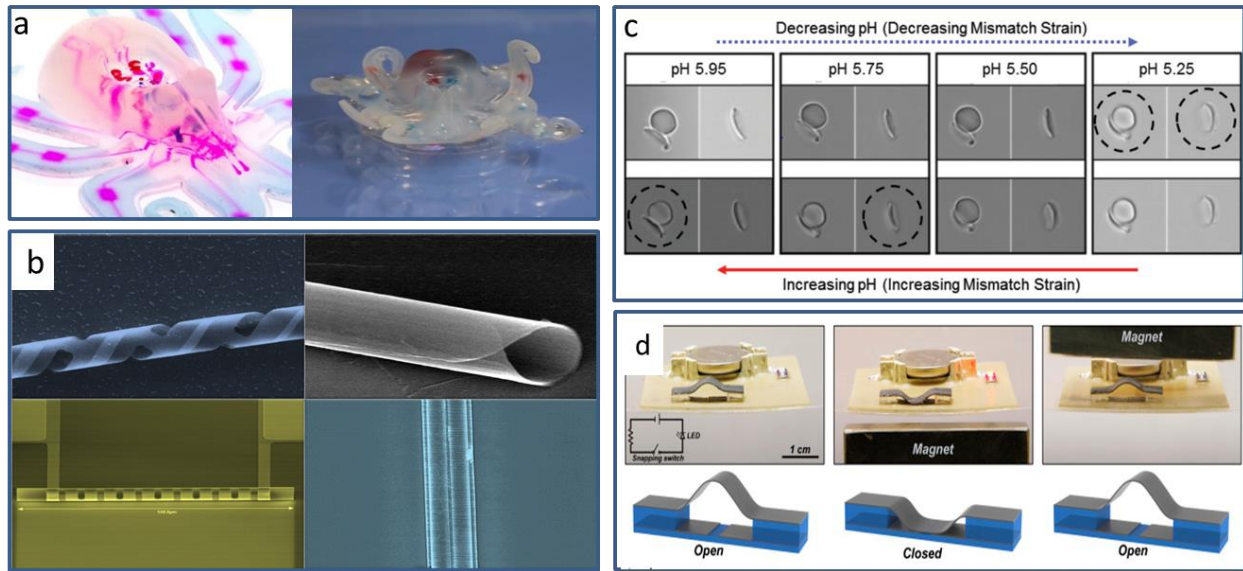 a
b
c
Decreasing pH (Decreasing Mismatch Strain)
pH 5.95
pH 5.75
pH 5.50
pH 5.25
Increasing pH (Increasing Mismatch Strain)
d
LED
Snapping switch
1 cm
Magnet
Magnet
Open
Closed
Open